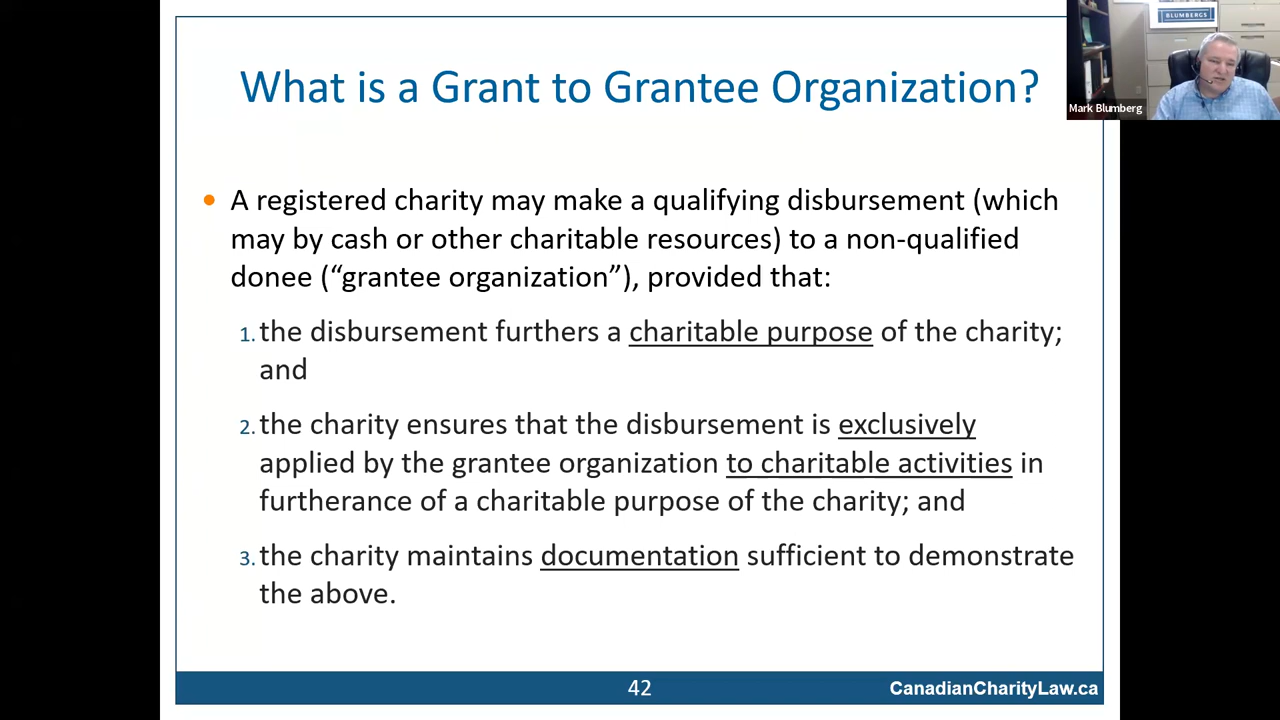 What is a Grant to Grantee Organization?
BLUMBERGS
Mark Blumberg
• A registered charity may make a qualifying disbursement (which
may by cash or other charitable resources) to a non-qualified
donee (“grantee organization”), provided that:
1. the disbursement furthers a charitable purpose of the charity;
and
2. the charity ensures that the disbursement is exclusively
applied by the grantee organization to charitable activities in
furtherance of a charitable purpose of the charity; and
3. the charity maintains documentation sufficient to demonstrate
the above.
42
CanadianCharityLaw.ca